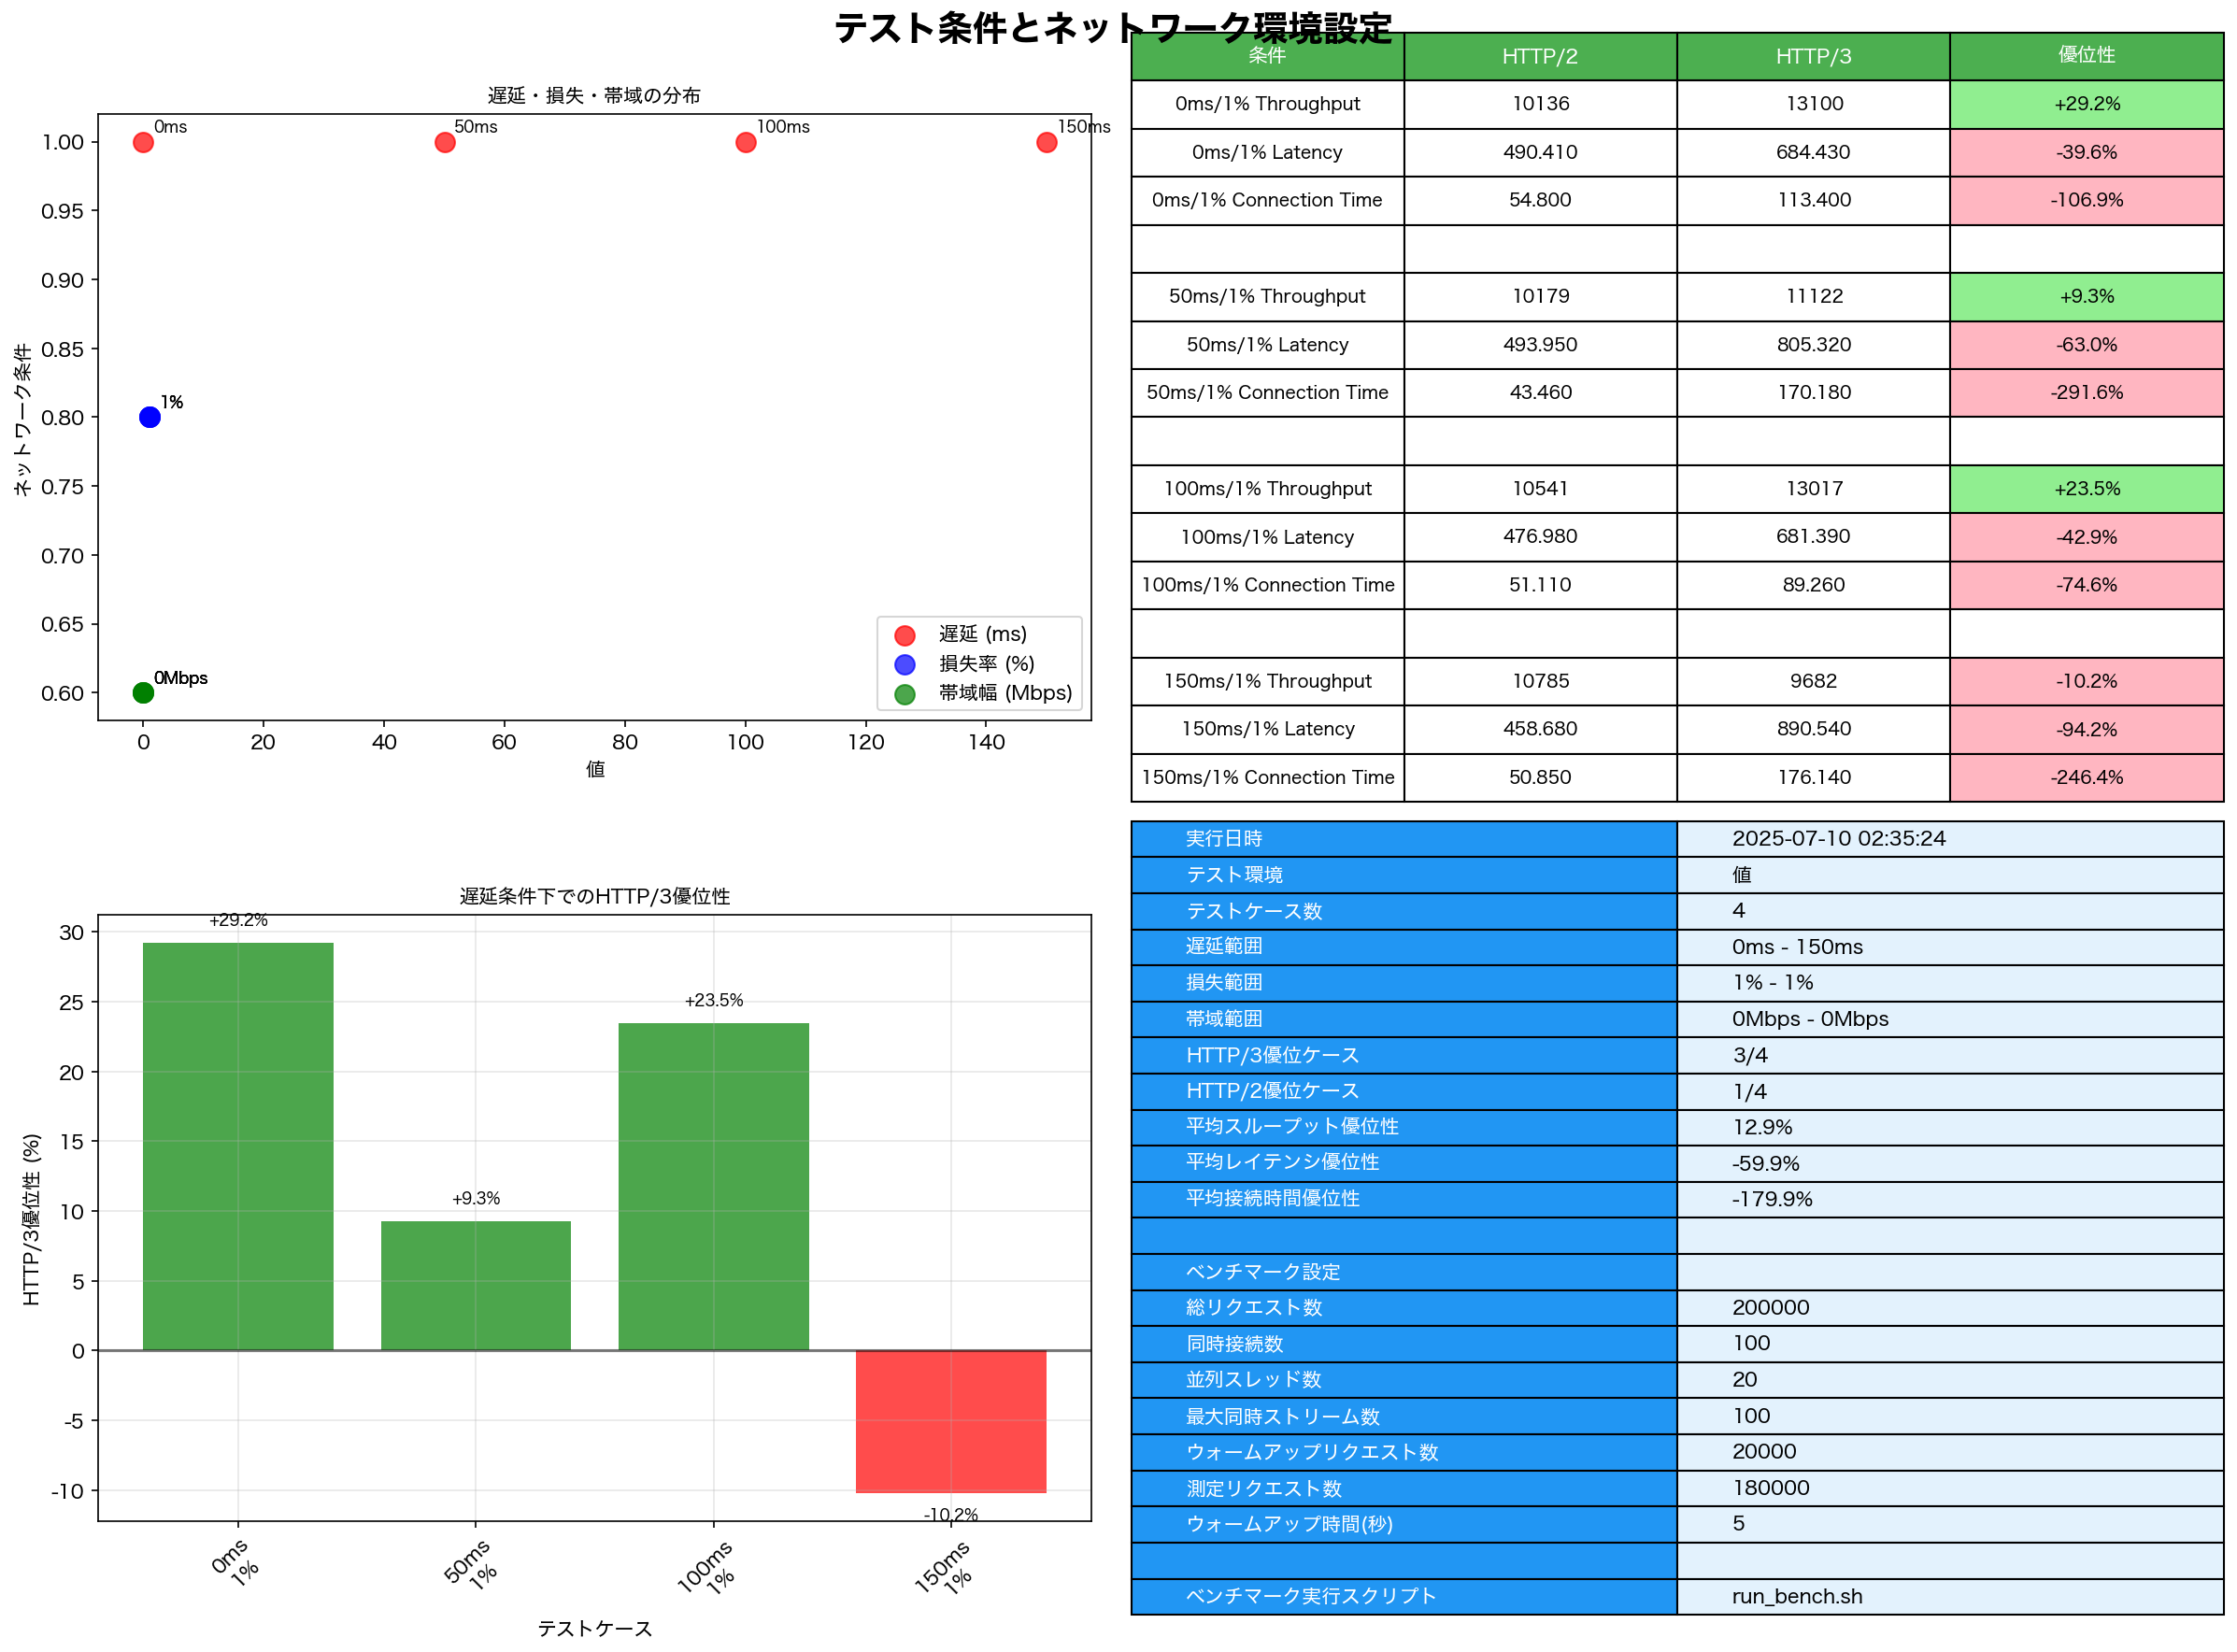 テスト条件とネットワーク環境設定
遅延・損失・帯域の分布
0ms 50ms 100ms 150ms
1.00
0.95
0.90
0.85
1%
0.80
0.75
0.70
0.65
0Mbps
0.60
ネットワーク条件
遅延 (ms)
損失率 (%)
帯域幅 (Mbps)
0 20 40 60 80 100 120 140
値
条件 HTTP/2 HTTP/3 優位性
0ms/1% Throughput 10136 13100 +29.2%
0ms/1% Latency 490.410 684.430 -39.6%
0ms/1% Connection Time 54.800 113.400 -106.9%
50ms/1% Throughput 10179 11122 +9.3%
50ms/1% Latency 493.950 805.320 -63.0%
50ms/1% Connection Time 43.460 170.180 -291.6%
100ms/1% Throughput 10541 13017 +23.5%
100ms/1% Latency 476.980 681.390 -42.9%
100ms/1% Connection Time 51.110 89.260 -74.6%
150ms/1% Throughput 10785 9682 -10.2%
150ms/1% Latency 458.680 890.540 -94.2%
150ms/1% Connection Time 50.850 176.140 -246.4%
遅延条件下でのHTTP/3優位性
+29.2%
30
25
+23.5%
20
15
+9.3%
10
5
0
-5
-10
-10.2%
HTTP/3優位性 (%)
0ms
1%
50ms
1%
100ms
1%
150ms
1%
テストケース
実行日時 2025-07-10 02:35:24
テスト環境 値
テストケース数 4
遅延範囲 0ms - 150ms
損失範囲 1% - 1%
帯域範囲 0Mbps - 0Mbps
HTTP/3優位ケース 3/4
HTTP/2優位ケース 1/4
平均スループット優位性 12.9%
平均レイテンシ優位性 -59.9%
平均接続時間優位性 -179.9%
ベンチマーク設定
総リクエスト数 200000
同時接続数 100
並列スレッド数 20
最大同時ストリーム数 100
ウォームアップリクエスト数 20000
測定リクエスト数 180000
ウォームアップ時間(秒) 5
ベンチマーク実行スクリプト run_bench.sh